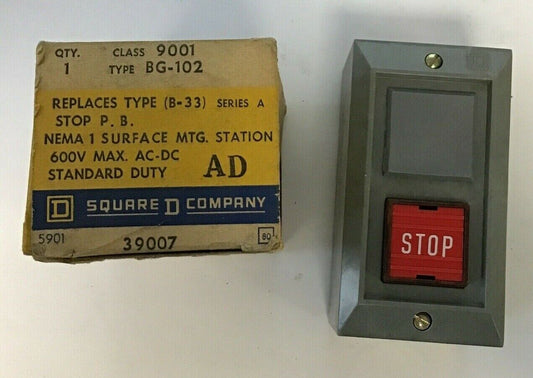 QTY. CLASS 9001
1 TYPE BG-102
REPLACES TYPE (B-33) SERIES A
STOP P.B.
NEMA 1 SURFACE MTG. STATION
600V MAX. AC-DC
STANDARD DUTY AD
D SQUARE D COMPANY
5901 39007 80
STOP